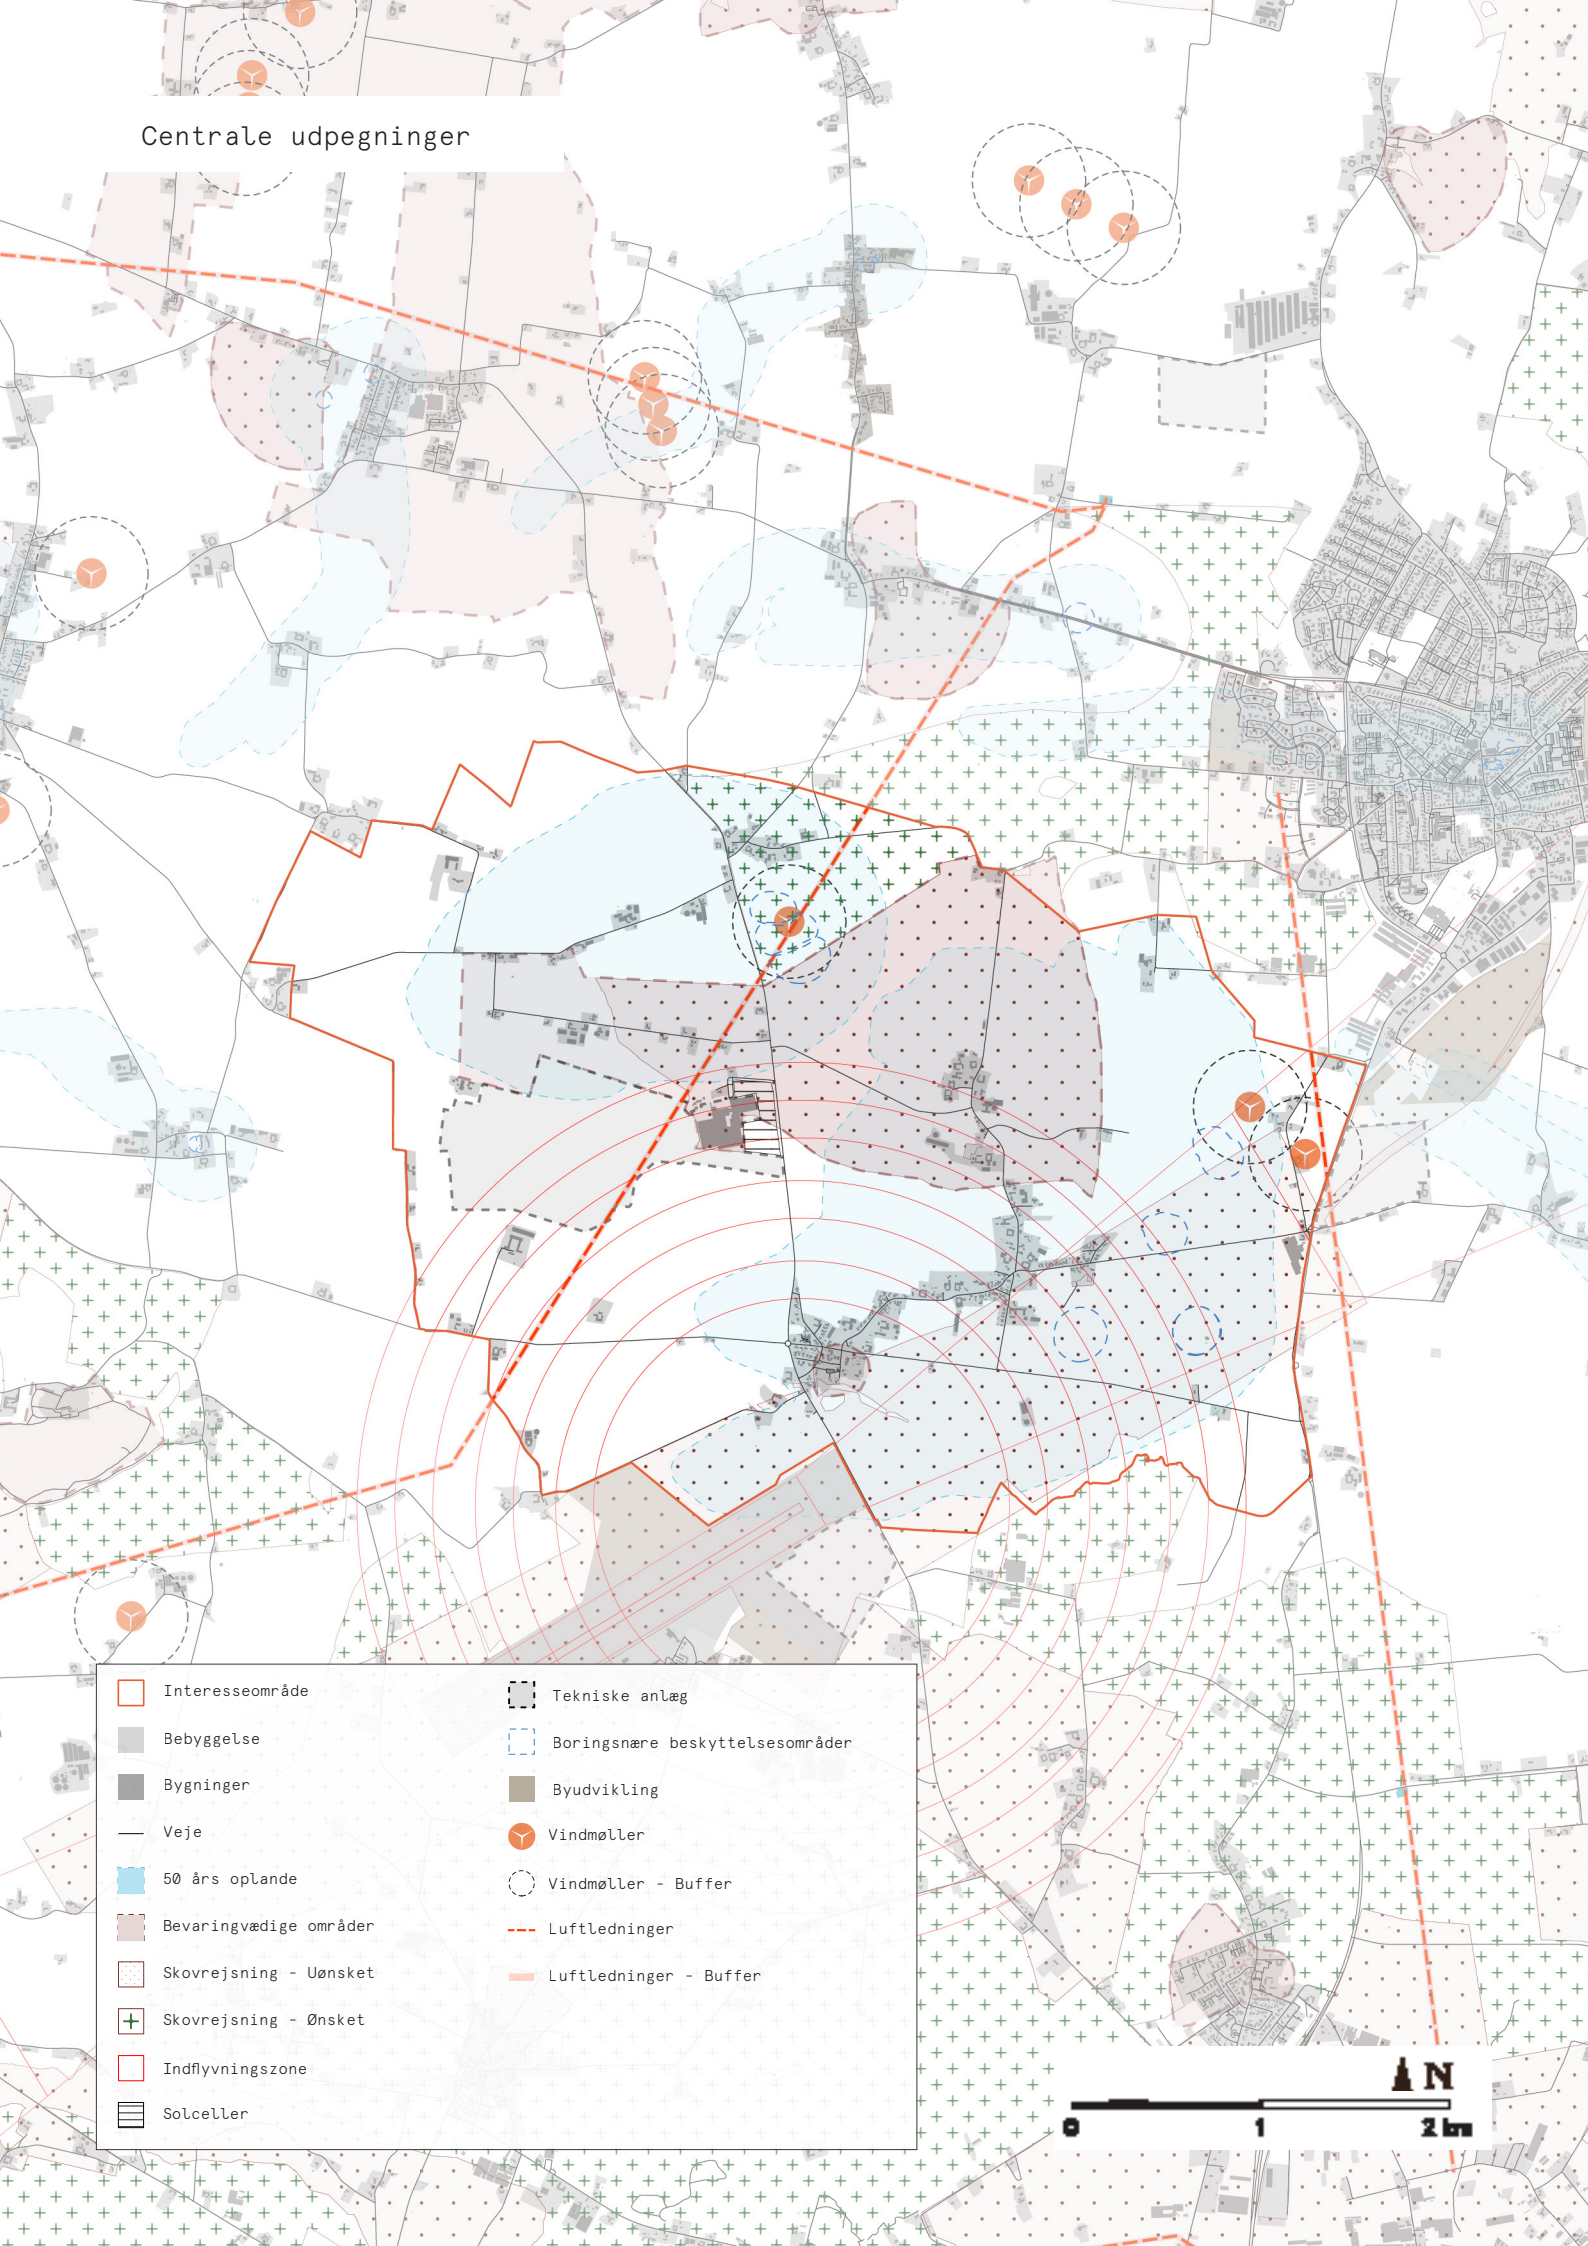 Centrale udpegninger
Interesseområde
Bebyggelse
Bygninger
Veje
50 års oplande
Bevaringvædige områder
Skovrejsning - Uønsket
Skovrejsning - Ønsket
Indflyvningszone
Solceller
Tekniske anlæg
Boringsnære beskyttelsesområder
Byudvikling
Vindmøller
Vindmøller - Buffer
Luftledninger
Luftledninger - Buffer
N
0 1 2 km